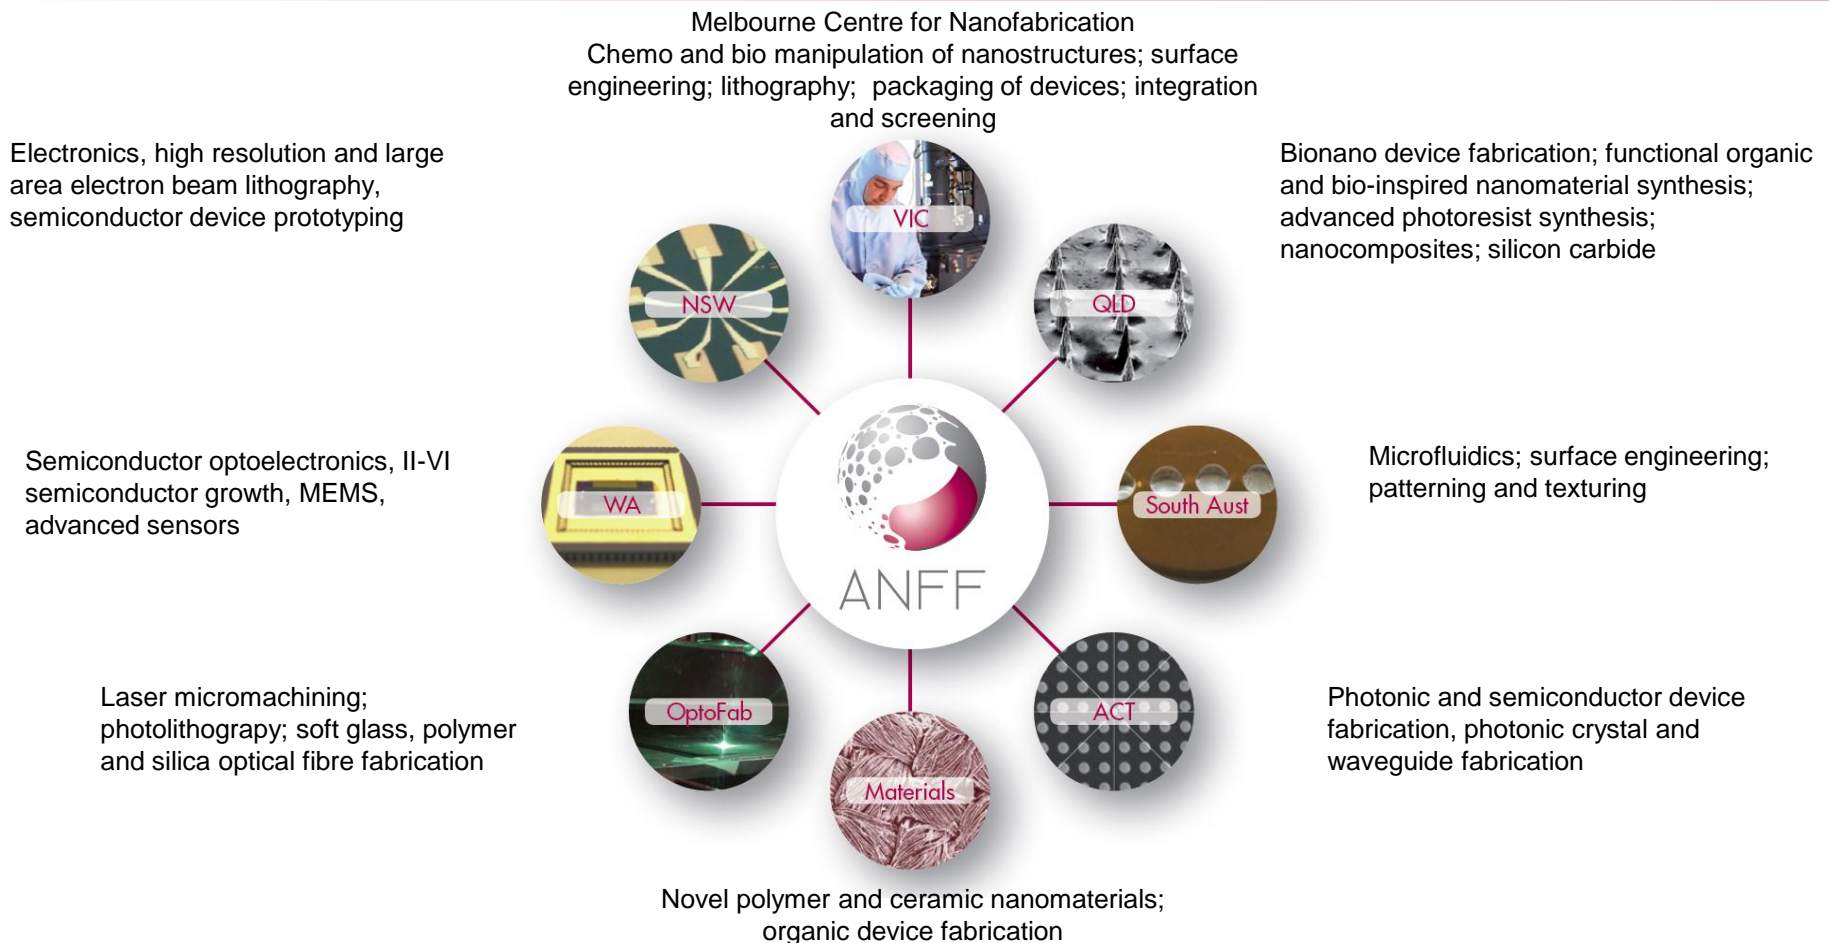 Melbourne Centre for Nanofabrication
Chemo and bio manipulation of nanostructures; surface
engineering; lithography;  packaging of devices; integration
and screening
Electronics, high resolution and large
area electron beam lithography,
semiconductor device prototyping
Bionano device fabrication; functional organic
and bio-inspired nanomaterial synthesis;
advanced photoresist synthesis;
nanocomposites; silicon carbide
VIC
NSW
QLD
Semiconductor optoelectronics, II-VI
semiconductor growth, MEMS,
advanced sensors
WA
South Aust
Microfluidics; surface engineering;
patterning and texturing
ANFF
Laser micromachining;
photolithograpy; soft glass, polymer
and silica optical fibre fabrication
OptoFab
ACT
Photonic and semiconductor device
fabrication, photonic crystal and
waveguide fabrication
Materials
Novel polymer and ceramic nanomaterials;
organic device fabrication